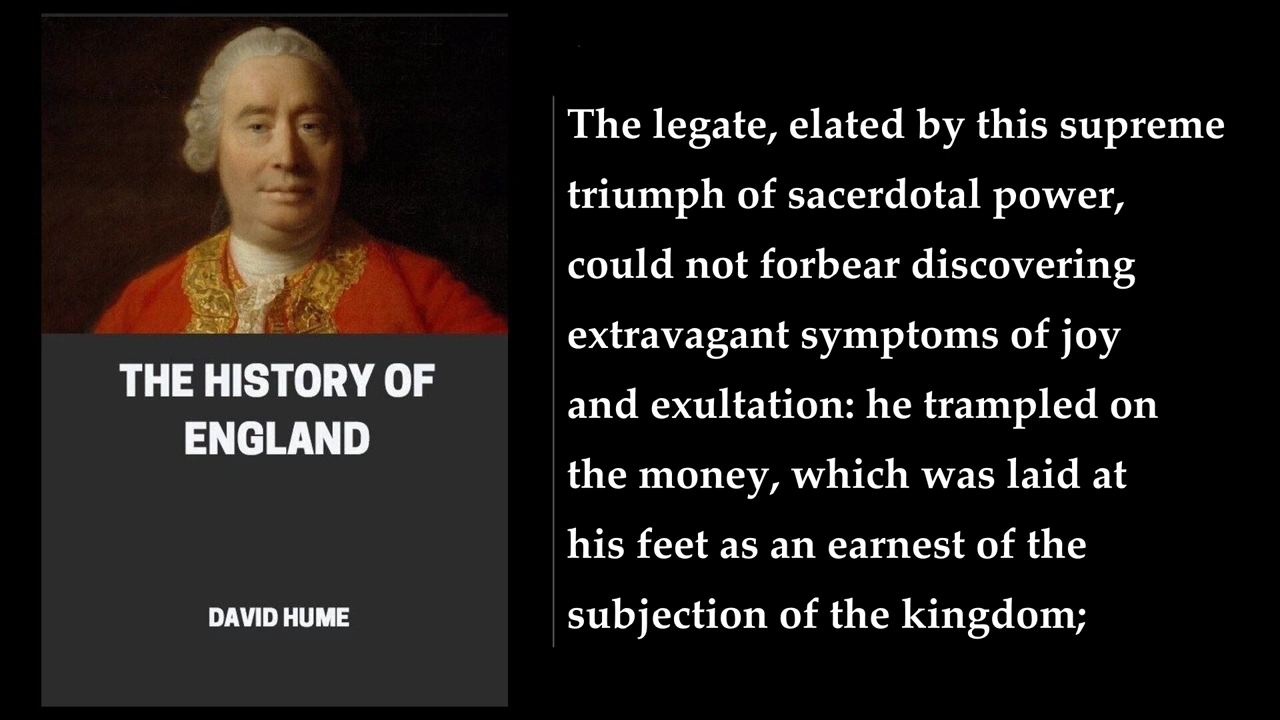 THE HISTORY OF
ENGLAND
DAVID HUME
The legate, elated by this supreme
triumph of sacerdotal power,
could not forbear discovering
extravagant symptoms of joy
and exultation: he trampled on
the money, which was laid at
his feet as an earnest of the
subjection of the kingdom;